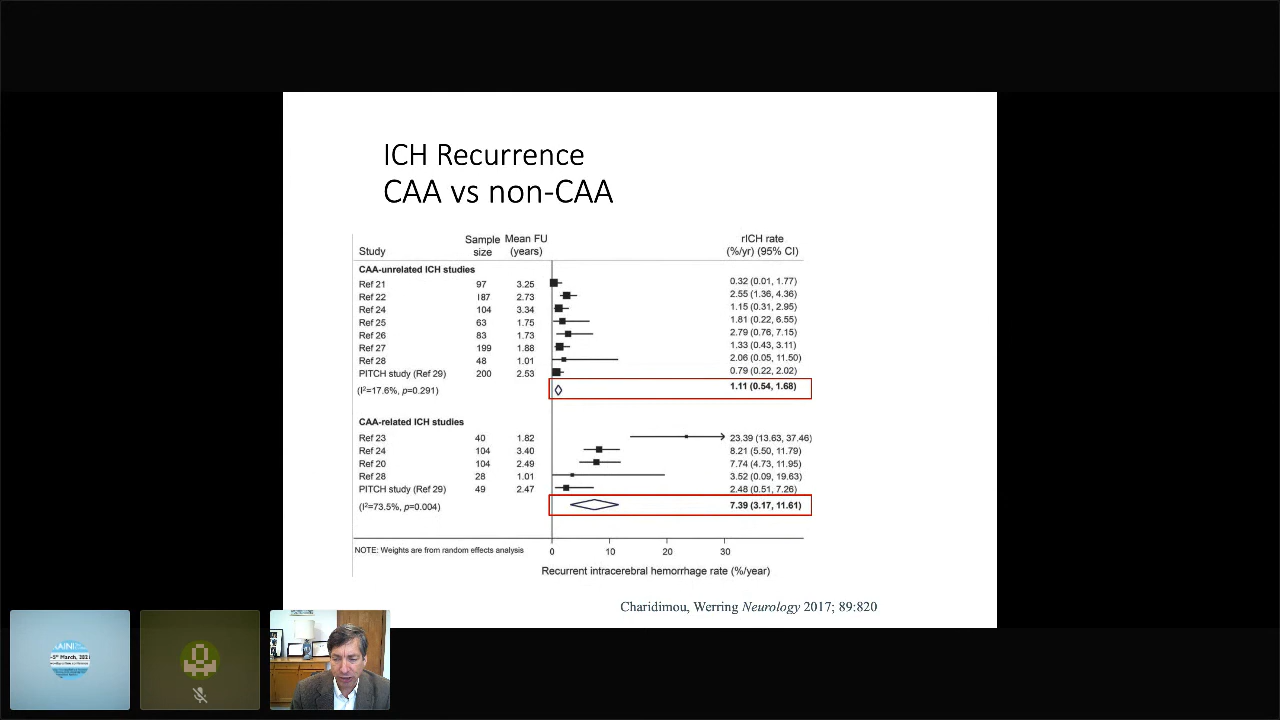 ICH Recurrence
CAA vs non-CAA
Study Sample size Mean FU (years) rICH rate (%/yr) (95% CI)
CAA-unrelated ICH studies
Ref 21 97 3.25 0.32 (0.01, 1.77)
Ref 22 187 2.73 2.55 (1.36, 4.36)
Ref 24 104 3.34 1.15 (0.31, 2.95)
Ref 25 63 1.75 1.81 (0.22, 6.55)
Ref 26 83 1.73 2.79 (0.76, 7.15)
Ref 27 199 1.88 1.33 (0.43, 3.11)
Ref 28 48 1.01 2.06 (0.05, 11.50)
PITCH study (Ref 29) 200 2.53 0.79 (0.22, 2.02)
(I²=17.6%, p=0.291) 1.11 (0.54, 1.68)
CAA-related ICH studies
Ref 23 40 1.82 23.39 (13.63, 37.46)
Ref 24 104 3.40 8.21 (5.50, 11.79)
Ref 20 104 2.49 7.74 (4.73, 11.95)
Ref 28 28 1.01 3.52 (0.09, 19.63)
PITCH study (Ref 29) 49 2.47 2.48 (0.51, 7.26)
(I²=73.5%, p=0.004) 7.39 (3.17, 11.61)
NOTE: Weights are from random effects analysis
0 10 20 30
Recurrent intracerebral hemorrhage rate (%/year)
Charidimou, Werring Neurology 2017; 89:820